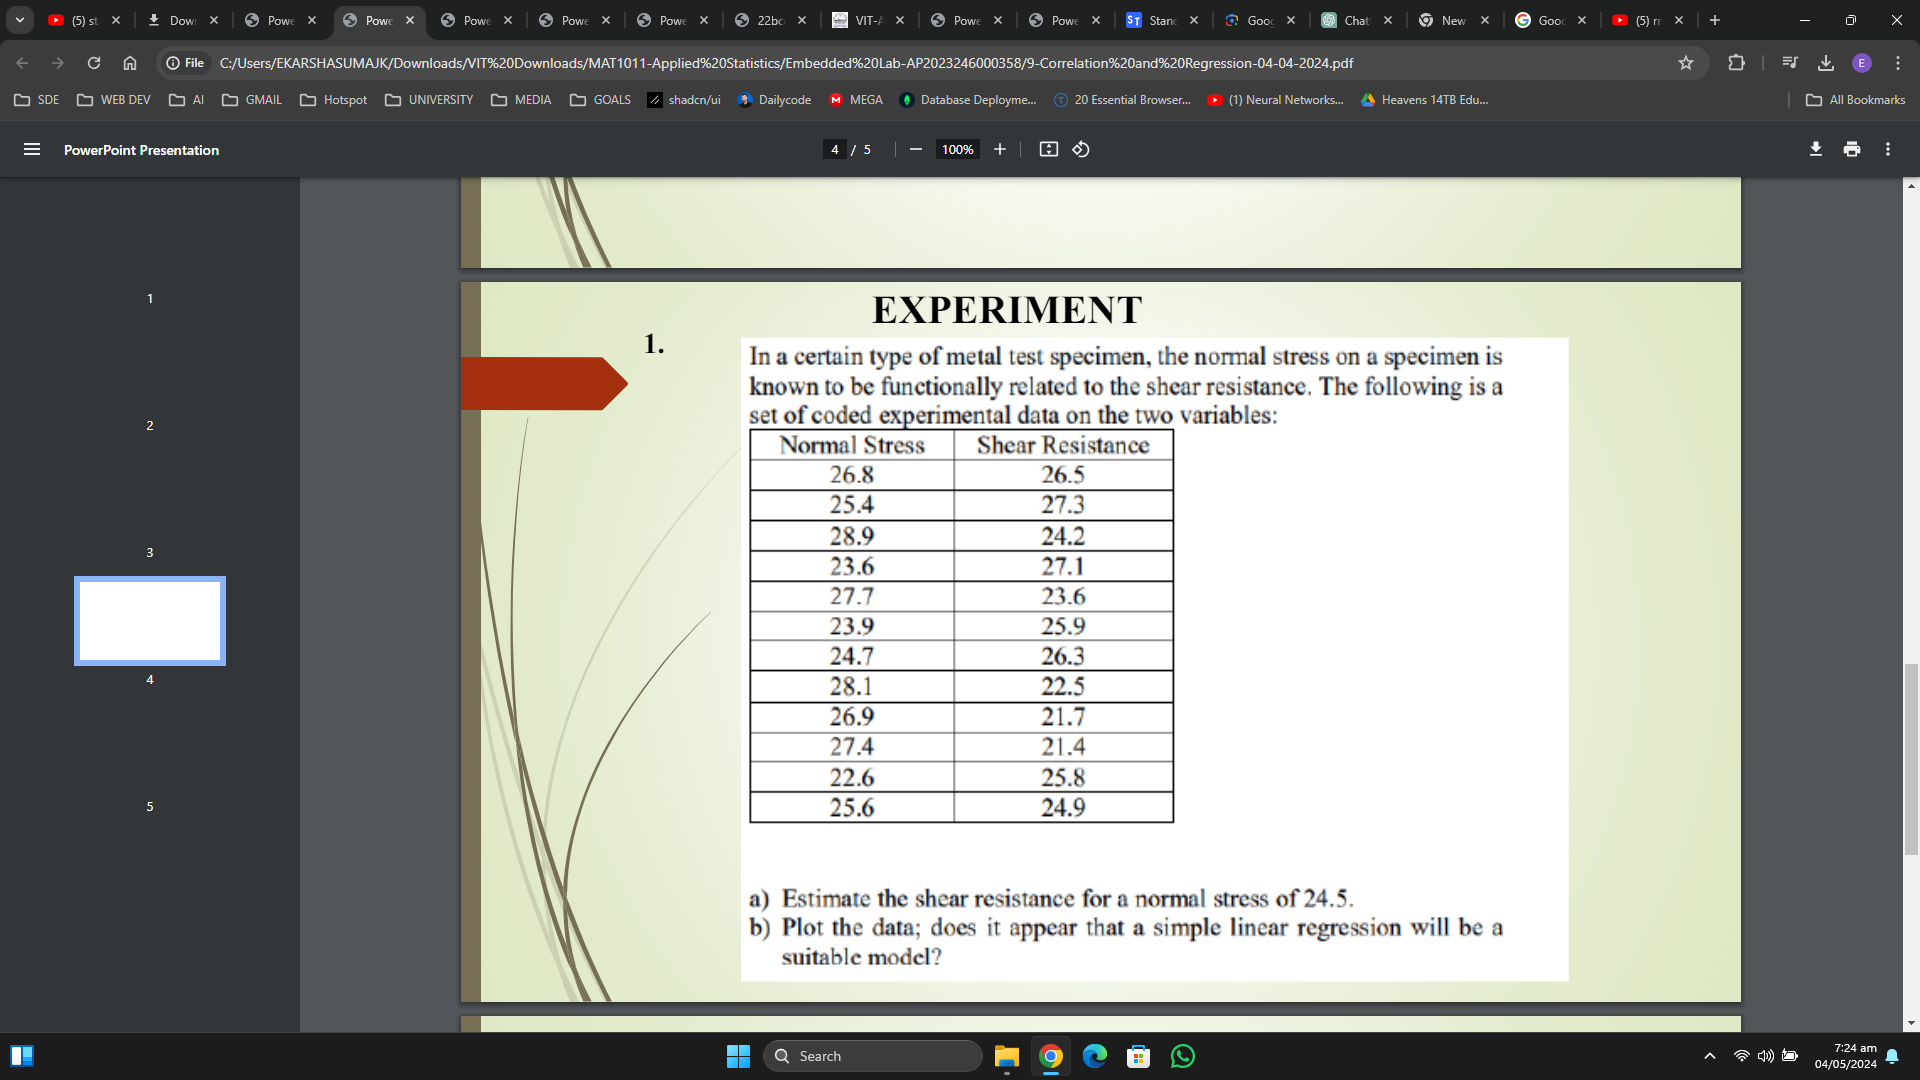 (5) st
Dow
Powe
Powe
Powe
Powe
Powe
22bc
VIT-A
Powe
Powe
Stanc
Goog
Chat
New
Goog
(5) rr
File
C:/Users/EKARSHASUMAJK/Downloads/VIT%20Downloads/MAT1011-Applied%20Statistics/Embedded%20Lab-AP2023246000358/9-Correlation%20and%20Regression-04-04-2024.pdf
E
SDE
WEB DEV
AI
GMAIL
Hotspot
UNIVERSITY
MEDIA
GOALS
shadcn/ui
Dailycode
MEGA
Database Deployme...
20 Essential Browser...
(1) Neural Networks...
Heavens 14TB Edu...
All Bookmarks
PowerPoint Presentation
4 / 5
100%
1
2
3
4
5
EXPERIMENT
1.
In a certain type of metal test specimen, the normal stress on a specimen is
known to be functionally related to the shear resistance. The following is a
set of coded experimental data on the two variables:
Normal Stress Shear Resistance
26.8 26.5
25.4 27.3
28.9 24.2
23.6 27.1
27.7 23.6
23.9 25.9
24.7 26.3
28.1 22.5
26.9 21.7
27.4 21.4
22.6 25.8
25.6 24.9
a) Estimate the shear resistance for a normal stress of 24.5.
b) Plot the data; does it appear that a simple linear regression will be a
suitable model?
Search
7:24 am
04/05/2024